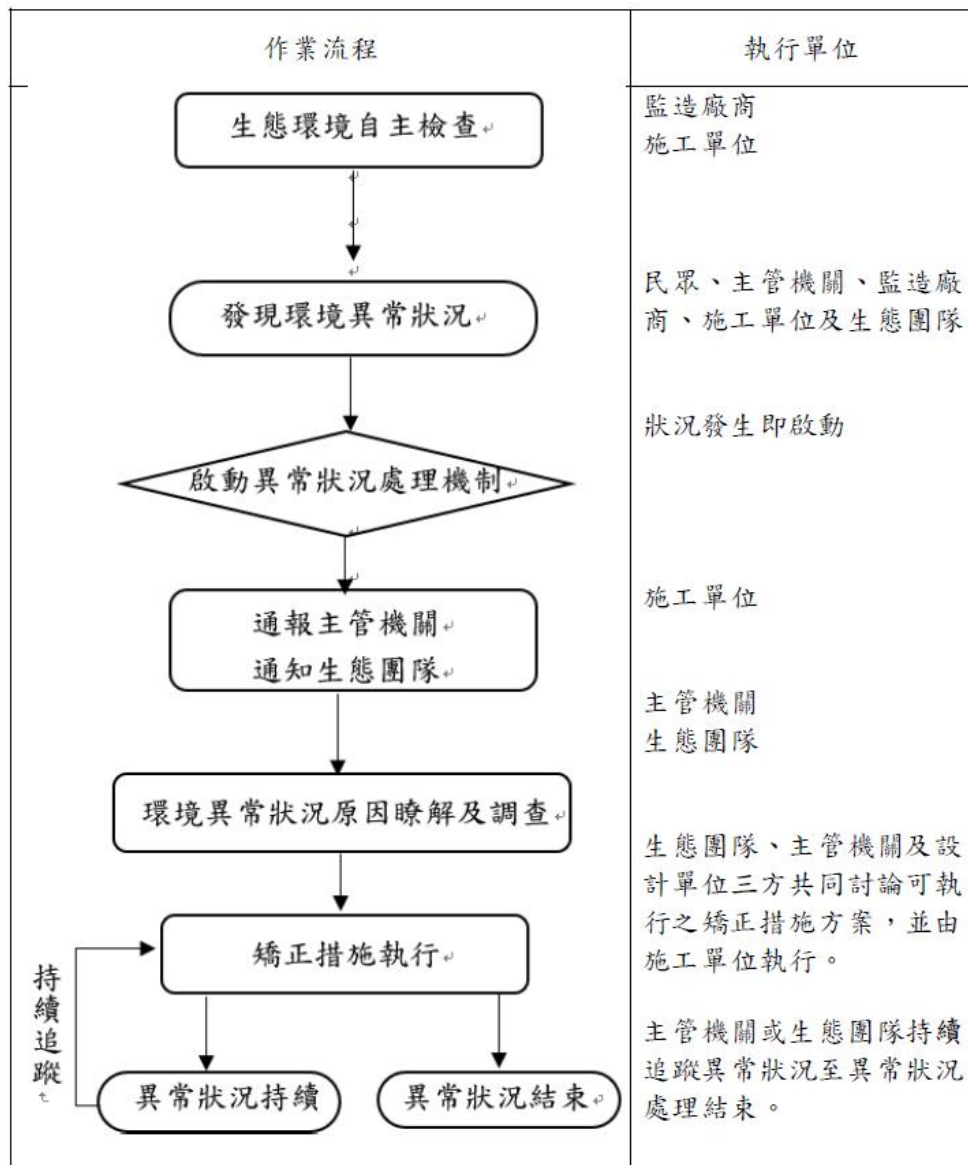 作業流程
執行單位
生態環境自主檢查
監造廠商
施工單位
發現環境異常狀況
民眾、主管機關、監造廠
商、施工單位及生態團隊
啟動異常狀況處理機制
狀況發生即啟動
通報主管機關
通知生態團隊
施工單位
環境異常狀況原因瞭解及調查
主管機關
生態團隊
矯正措施執行
生態團隊、主管機關及設
計單位三方共同討論可執
行之矯正措施方案，並由
施工單位執行。
持續追蹤
異常狀況持續
異常狀況結束
主管機關或生態團隊持續
追蹤異常狀況至異常狀況
處理結束。